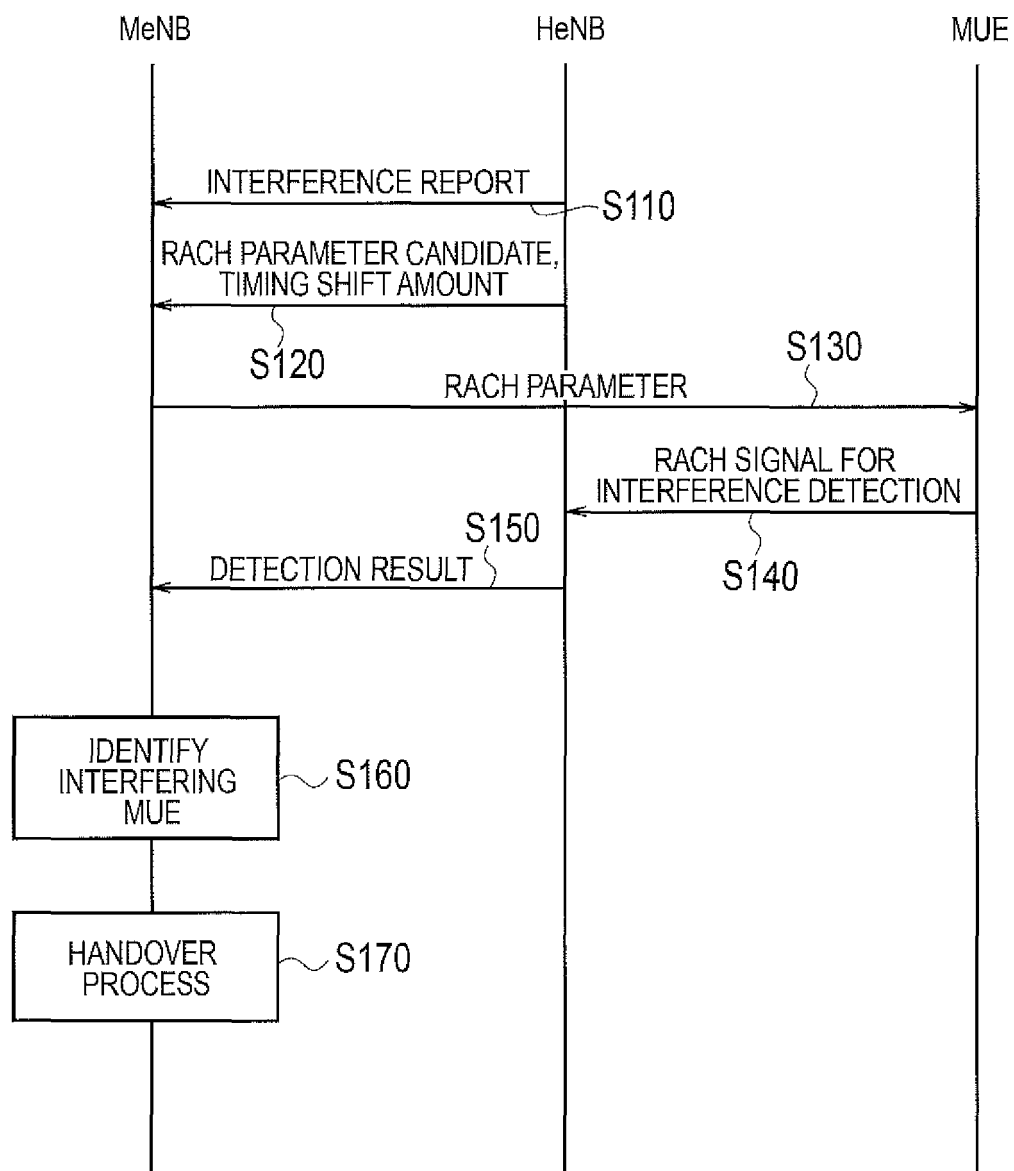 MeNB
HeNB
MUE
INTERFERENCE REPORT
S110
RACH PARAMETER CANDIDATE,
TIMING SHIFT AMOUNT
S120
S130
RACH PARAMETER
RACH SIGNAL FOR
INTERFERENCE DETECTION
S140
S150
DETECTION RESULT
IDENTIFY
INTERFERING
MUE
S160
HANDOVER
PROCESS
S170